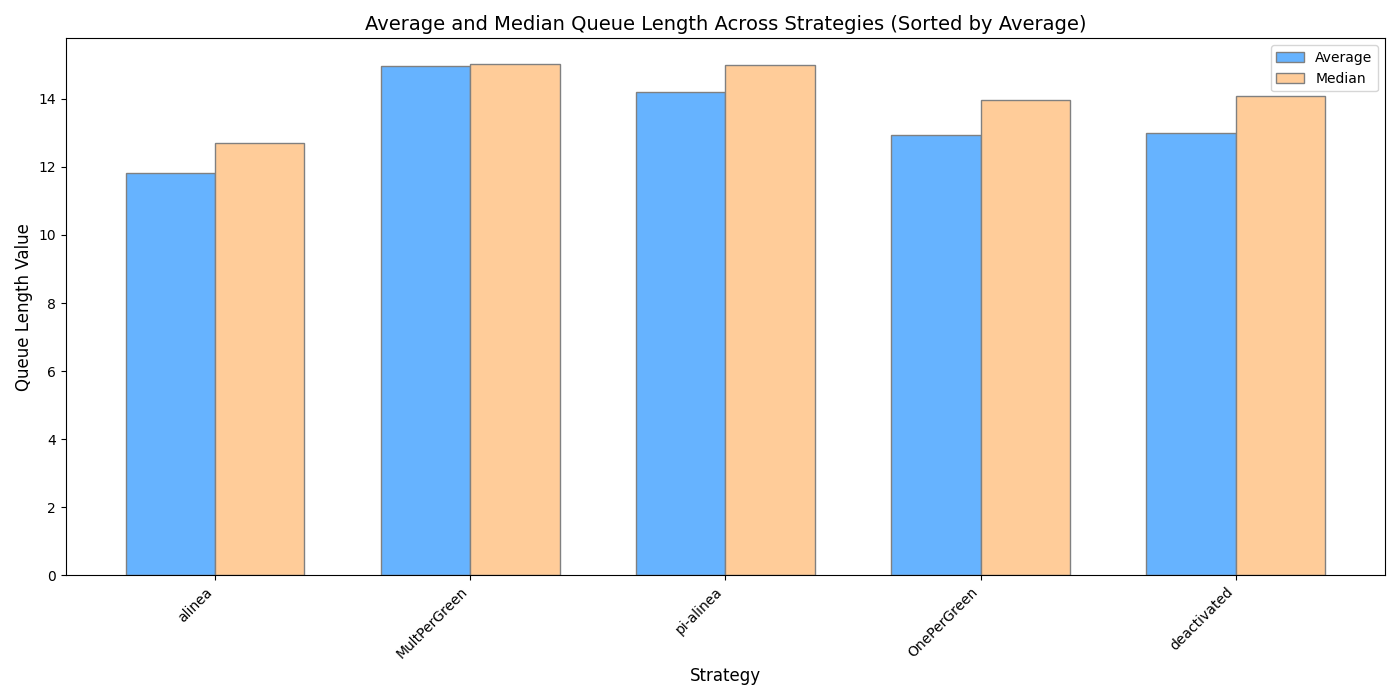 Average and Median Queue Length Across Strategies (Sorted by Average)
Average
Median
Queue Length Value
14
12
10
8
6
4
2
0
alinea
MultPerGreen
pi-alinea
OnePerGreen
deactivated
Strategy